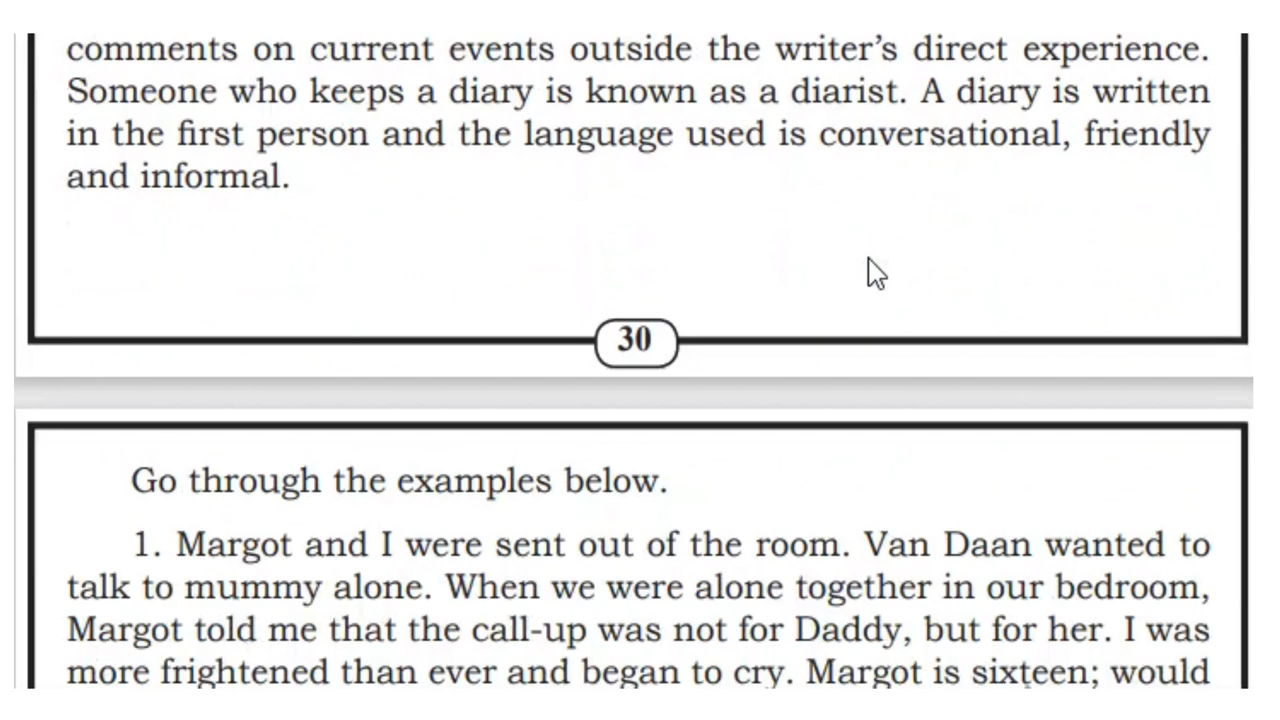 comments on current events outside the writer's direct experience.
Someone who keeps a diary is known as a diarist. A diary is written
in the first person and the language used is conversational, friendly
and informal.
30
Go through the examples below.
1. Margot and I were sent out of the room. Van Daan wanted to
talk to mummy alone. When we were alone together in our bedroom,
Margot told me that the call-up was not for Daddy, but for her. I was
more frightened than ever and began to cry. Margot is sixteen; would